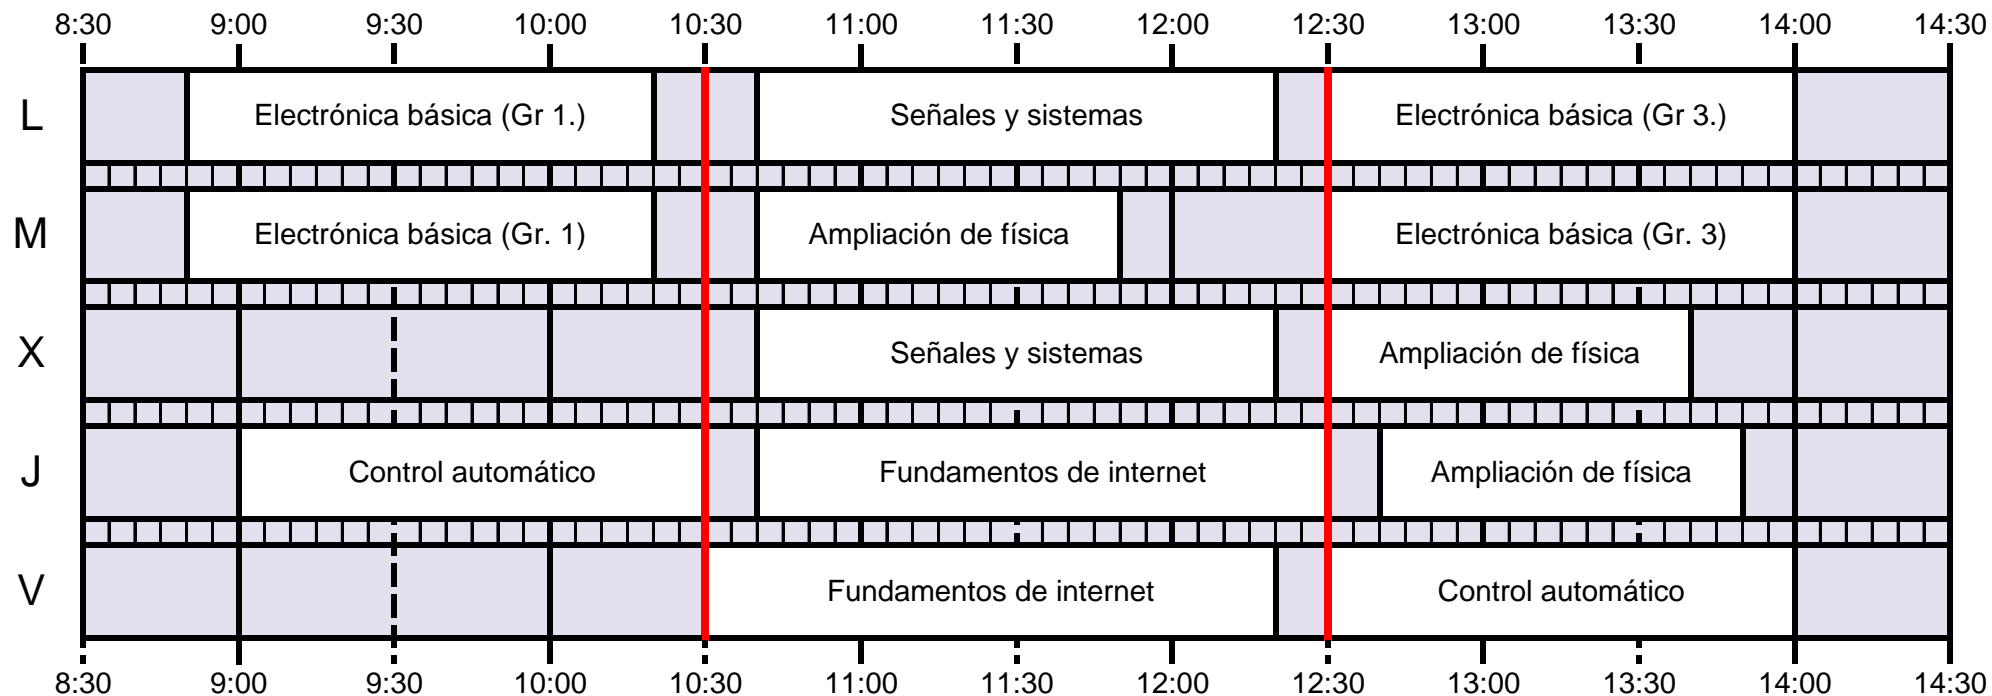 8:30 9:00 9:30 10:00 10:30 11:00 11:30 12:00 12:30 13:00 13:30 14:00 14:30
L Electrónica básica (Gr 1.) Señales y sistemas Electrónica básica (Gr 3.)
M Electrónica básica (Gr. 1) Ampliación de física Electrónica básica (Gr. 3)
X Señales y sistemas Ampliación de física
J Control automático Fundamentos de internet Ampliación de física
V Fundamentos de internet Control automático
8:30 9:00 9:30 10:00 10:30 11:00 11:30 12:00 12:30 13:00 13:30 14:00 14:30